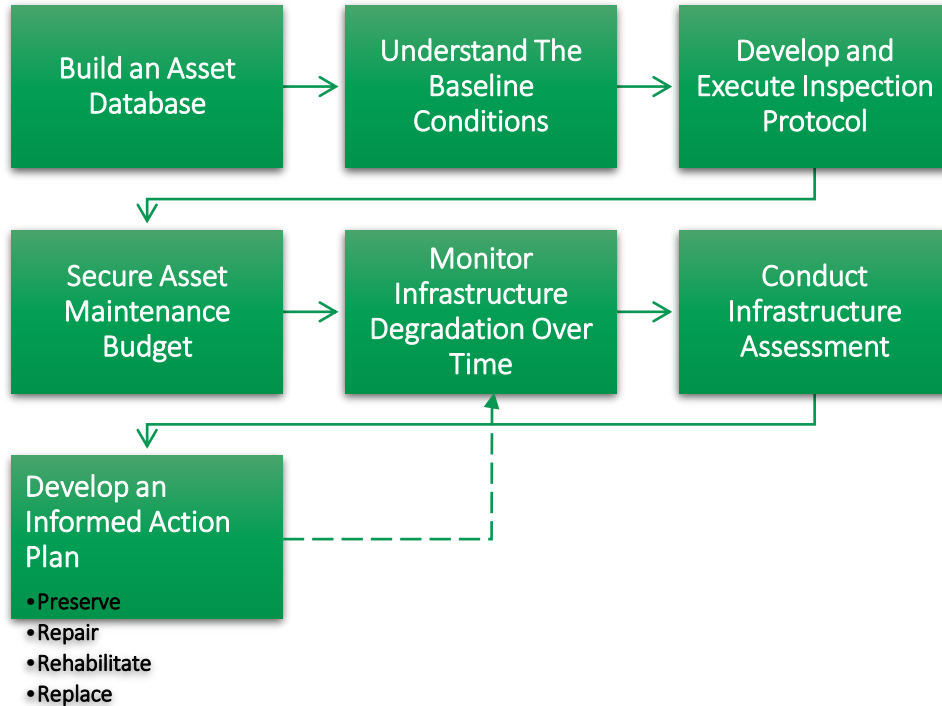 Build an Asset
Database
Understand The
Baseline
Conditions
Develop and
Execute Inspection
Protocol
Secure Asset
Maintenance
Budget
Monitor
Infrastructure
Degradation Over
Time
Conduct
Infrastructure
Assessment
Develop an
Informed Action
Plan
•Preserve
•Repair
•Rehabilitate
•Replace